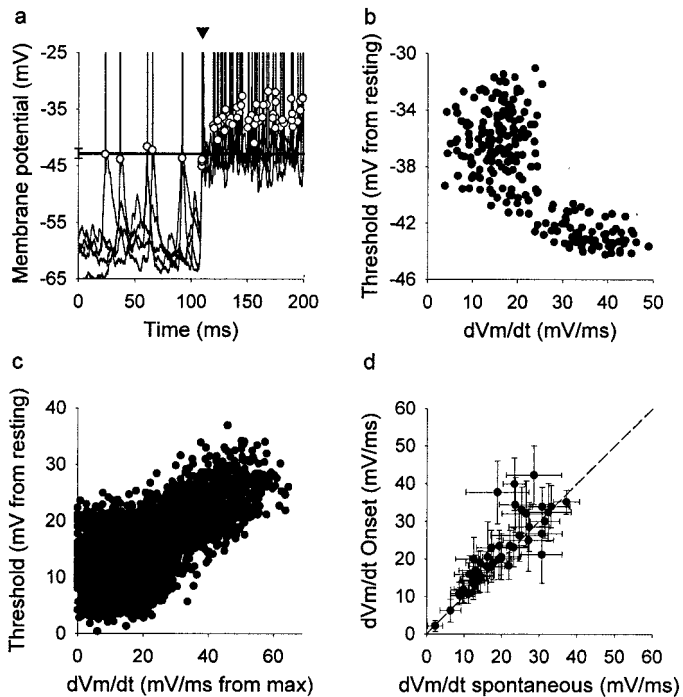 a
Membrane potential (mV)
-25
-35
-45
-55
-65
0 50 100 150 200
Time (ms)
b
Threshold (mV from resting)
-30
-34
-38
-42
-46
0 10 20 30 40 50
dVm/dt (mV/ms)
c
Threshold (mV from resting)
40
30
20
10
0
0 20 40 60
dVm/dt (mV/ms from max)
d
dVm/dt Onset (mV/ms)
60
50
40
30
20
10
0
0 10 20 30 40 50 60
dVm/dt spontaneous (mV/ms)